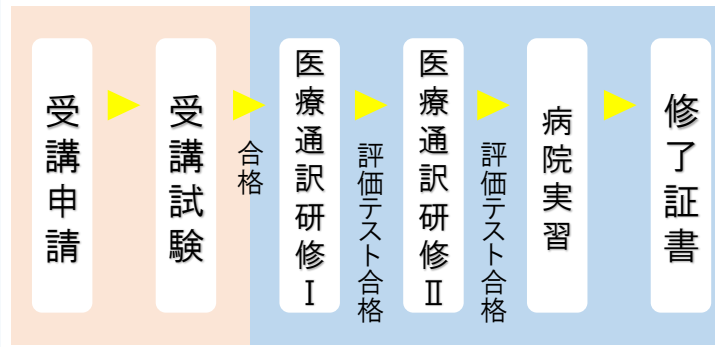 受講申請
受講試験
合格
医療通訳研修Ⅰ
評価テスト合格
医療通訳研修Ⅱ
評価テスト合格
病院実習
修了証書